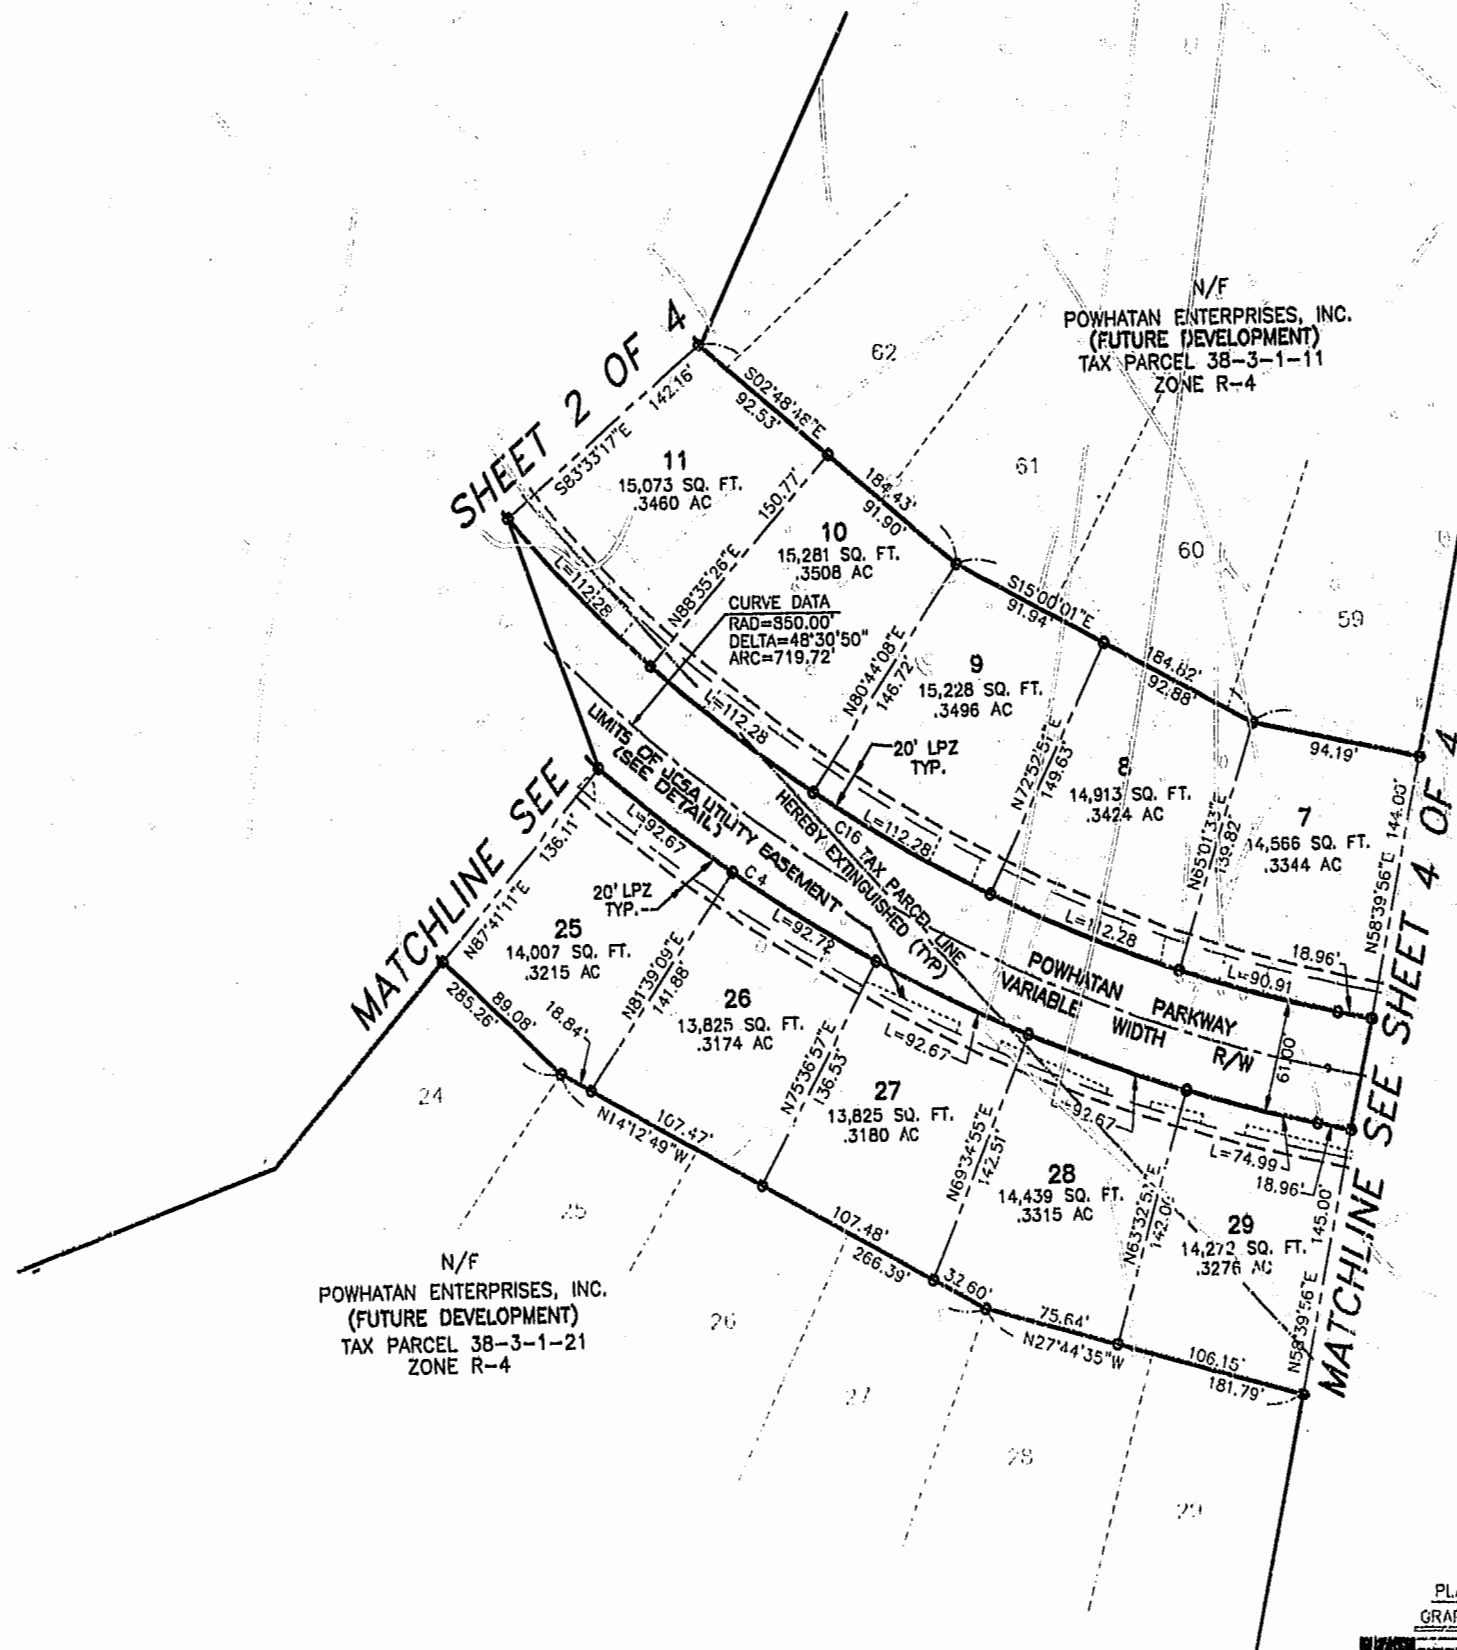 N/F
POWHATAN ENTERPRISES, INC.
(FUTURE DEVELOPMENT)
TAX PARCEL 38-3-1-11
ZONE R-4
62
61
60
59
SHEET 2 OF 4
S83°33'17"E
142.16'
S02°48'48"E
92.53'
184.43'
91.90'
S15°00'01"E
91.94'
184.82'
92.88'
94.19'
11
15,073 SQ. FT.
.3460 AC
N88°35'26"E
150.77'
10
15,281 SQ. FT.
.3508 AC
CURVE DATA
RAD=850.00'
DELTA=48°30'50"
ARC=719.72'
N80°44'08"E
146.72'
9
15,228 SQ. FT.
.3496 AC
N72°52'51"E
149.63'
8
14,913 SQ. FT.
.3424 AC
N65°01'33"E
139.82'
7
14,566 SQ. FT.
.3344 AC
N58°39'56"E 144.00'
L=112.28
L=112.28
L=112.28'
L=112.28
L=90.91
18.96'
20' LPZ
TYP.
C16 TAX PARCEL LINE
HEREBY EXTINGUISHED (TYP)
LIMITS OF JCSA UTILITY EASEMENT
(SEE DETAIL)
POWHATAN PARKWAY
VARIABLE WIDTH R/W
61.00'
MATCHLINE SEE
MATCHLINE SEE SHEET 4 OF 4
L=92.67
C4
L=92.72
L=92.67
L=92.67
L=74.99
18.96'
20' LPZ
TYP.
N87°41'11"E
136.11'
25
14,007 SQ. FT.
.3215 AC
N81°39'09"E
141.88'
26
13,825 SQ. FT.
.3174 AC
N75°36'57"E
136.53'
27
13,825 SQ. FT.
.3180 AC
N69°34'55"E
142.51'
28
14,439 SQ. FT.
.3315 AC
29
14,272 SQ. FT.
.3276 AC
N58°39'56"E 145.00'
89.08'
285.26'
18.84'
107.47'
N14°12'49"W
107.48'
266.39'
32.60'
75.64'
N27°44'35"W
106.15'
181.79'
24
25
26
27
28
29
N/F
POWHATAN ENTERPRISES, INC.
(FUTURE DEVELOPMENT)
TAX PARCEL 38-3-1-21
ZONE R-4